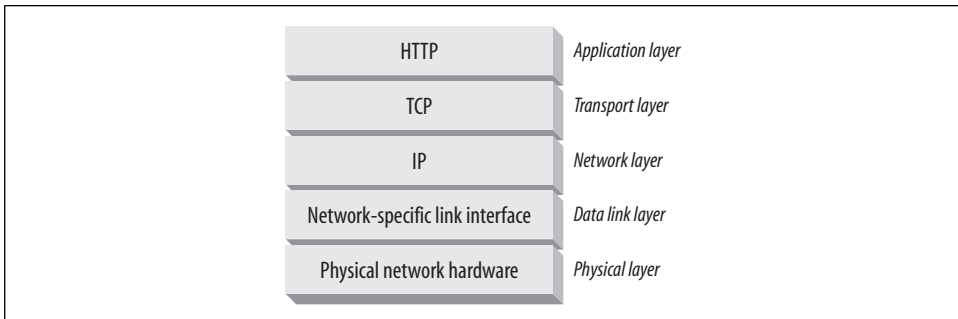 HTTP Application layer
TCP Transport layer
IP Network layer
Network-specific link interface Data link layer
Physical network hardware Physical layer